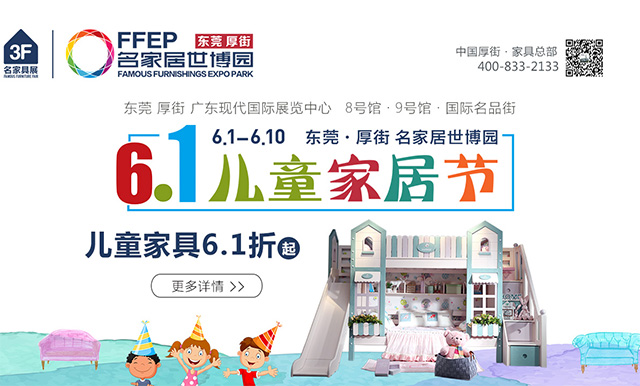 3F
名家具展
FAMOUS FURNITURE FAIR
FFEP 东莞 厚街
名家居世博园
FAMOUS FURNISHINGS EXPO PARK
中国厚街·家具总部
400-833-2133
东莞 厚街 广东现代国际展览中心 8号馆·9号馆·国际名品街
6.1-6.10 东莞·厚街 名家居世博园
6.1儿童家居节
儿童家具6.1折起
更多详情 >>